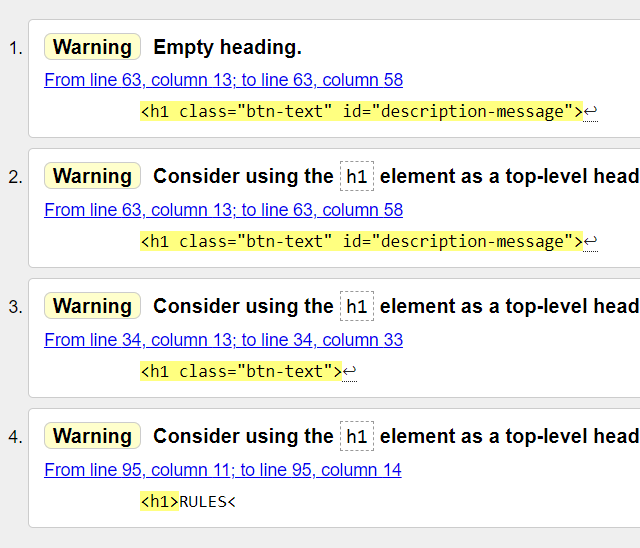 1. Warning Empty heading.
From line 63, column 13; to line 63, column 58
<h1 class="btn-text" id="description-message">↩
2. Warning Consider using the h1 element as a top-level head
From line 63, column 13; to line 63, column 58
<h1 class="btn-text" id="description-message">↩
3. Warning Consider using the h1 element as a top-level head
From line 34, column 13; to line 34, column 33
<h1 class="btn-text">↩
4. Warning Consider using the h1 element as a top-level head
From line 95, column 11; to line 95, column 14
<h1>RULES<